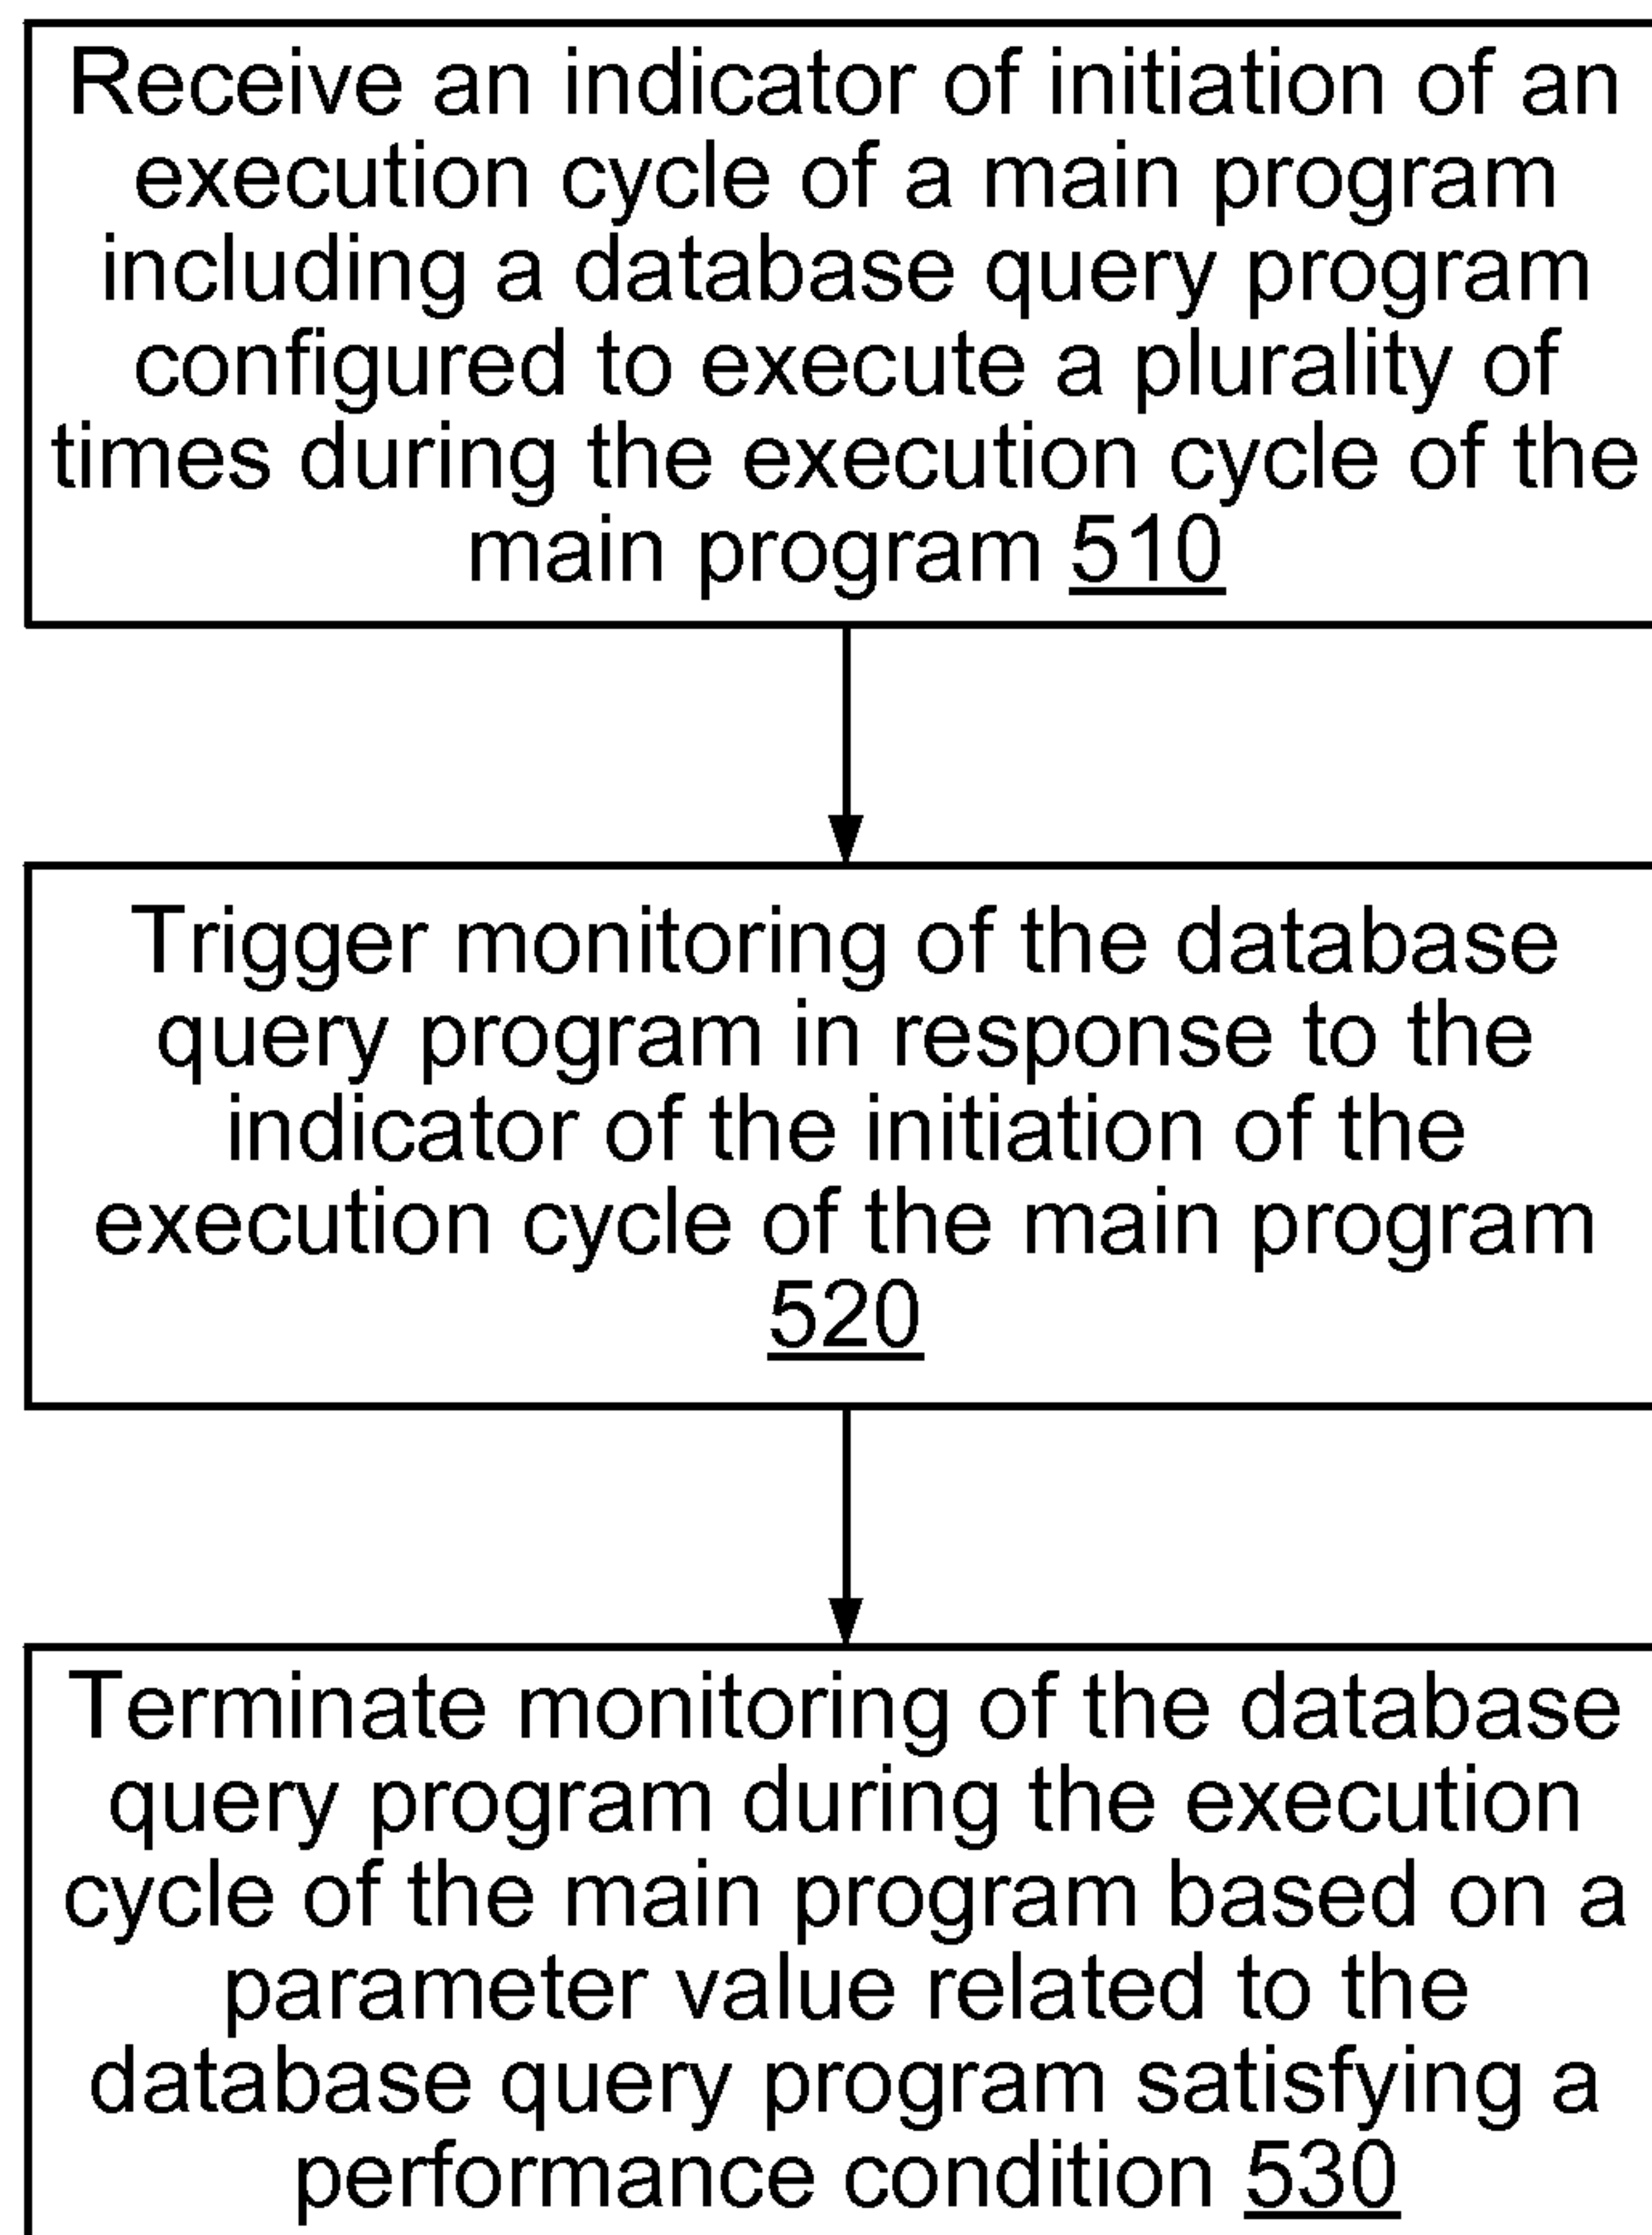 Receive an indicator of initiation of an
execution cycle of a main program
including a database query program
configured to execute a plurality of
times during the execution cycle of the
main program 510
Trigger monitoring of the database
query program in response to the
indicator of the initiation of the
execution cycle of the main program
520
Terminate monitoring of the database
query program during the execution
cycle of the main program based on a
parameter value related to the
database query program satisfying a
performance condition 530